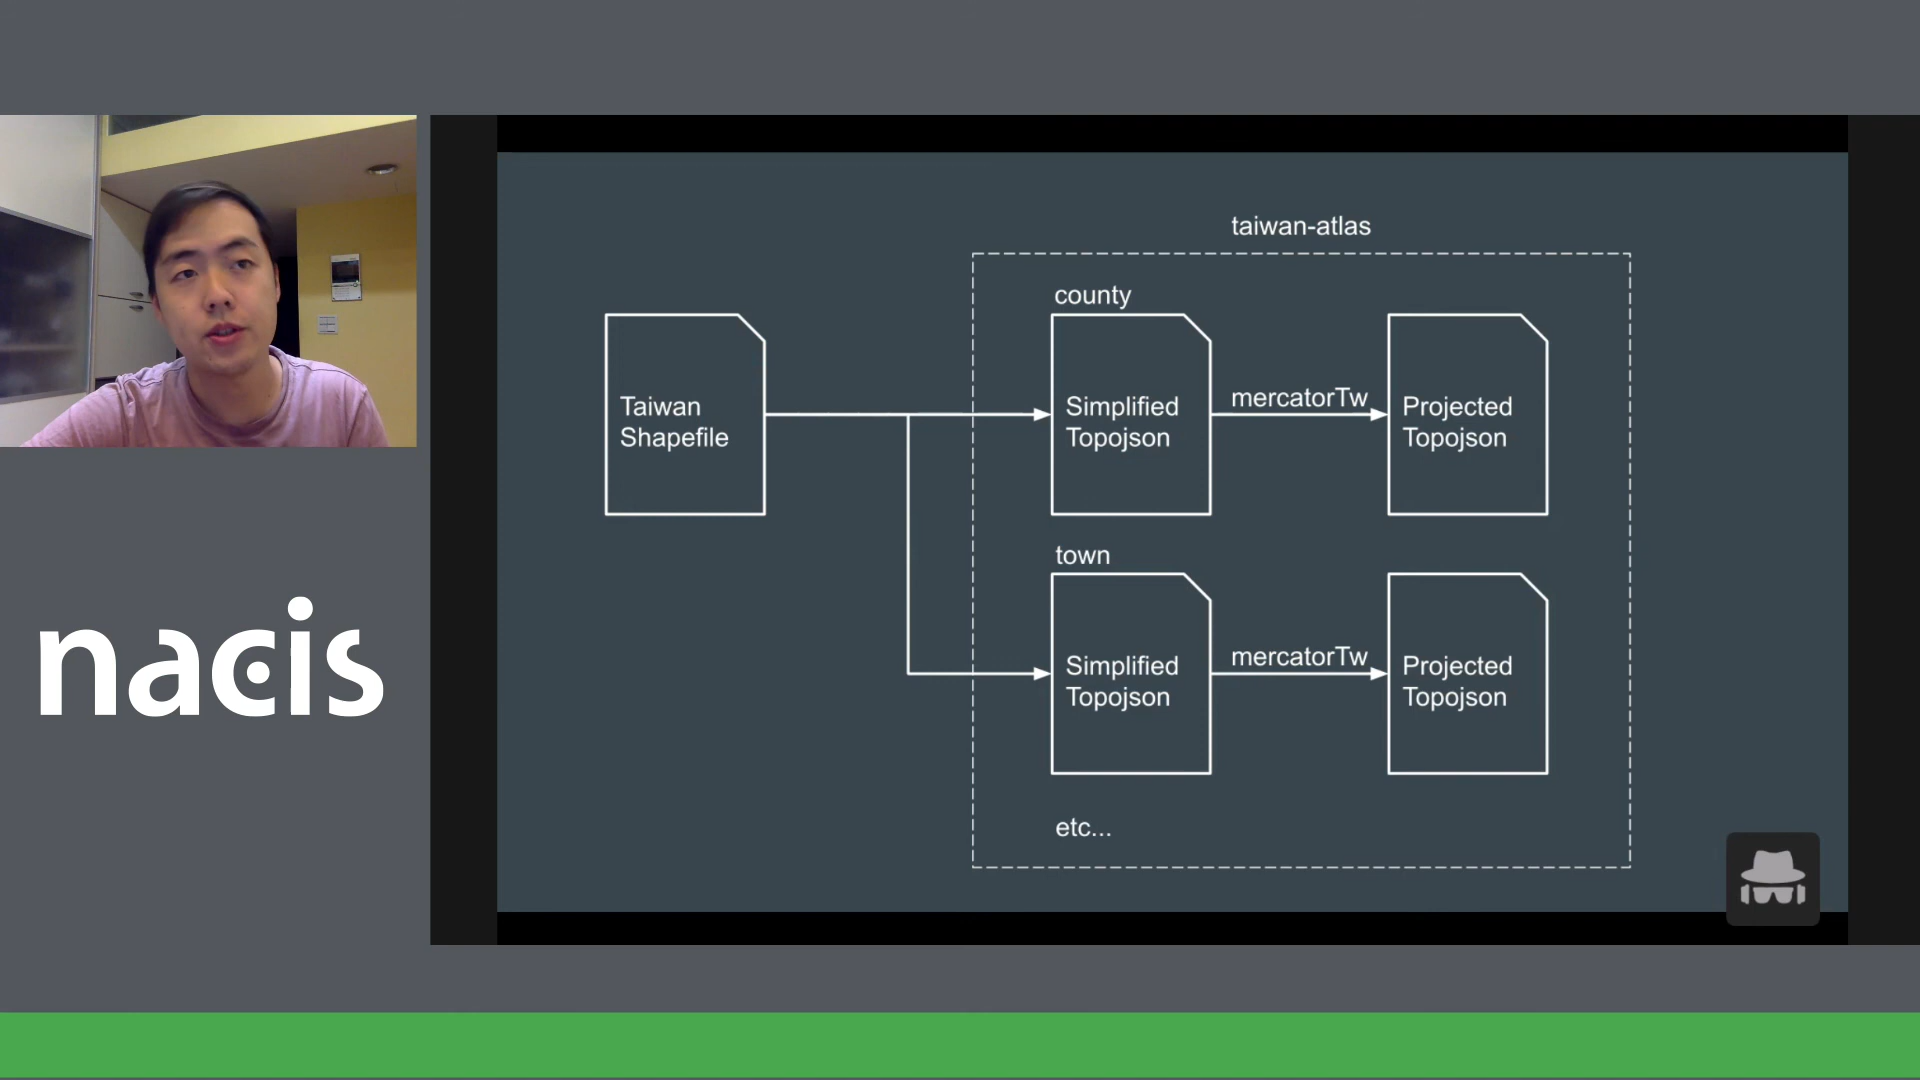 taiwan-atlas
county
Taiwan
Shapefile
Simplified
Topojson
mercatorTw
Projected
Topojson
town
Simplified
Topojson
mercatorTw
Projected
Topojson
etc...
nacis